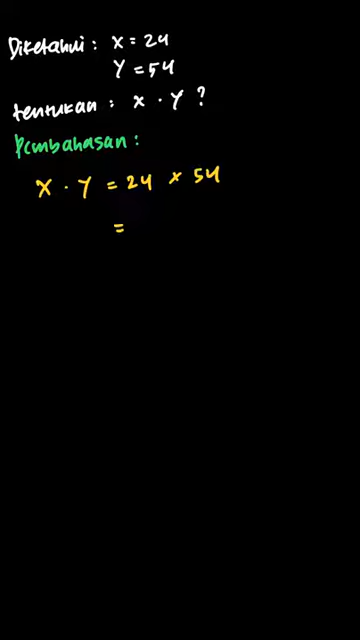 Diketahui : X = 24
Y = 54
tentukan : X . Y ?
Pembahasan :
X . Y = 24 × 54
=